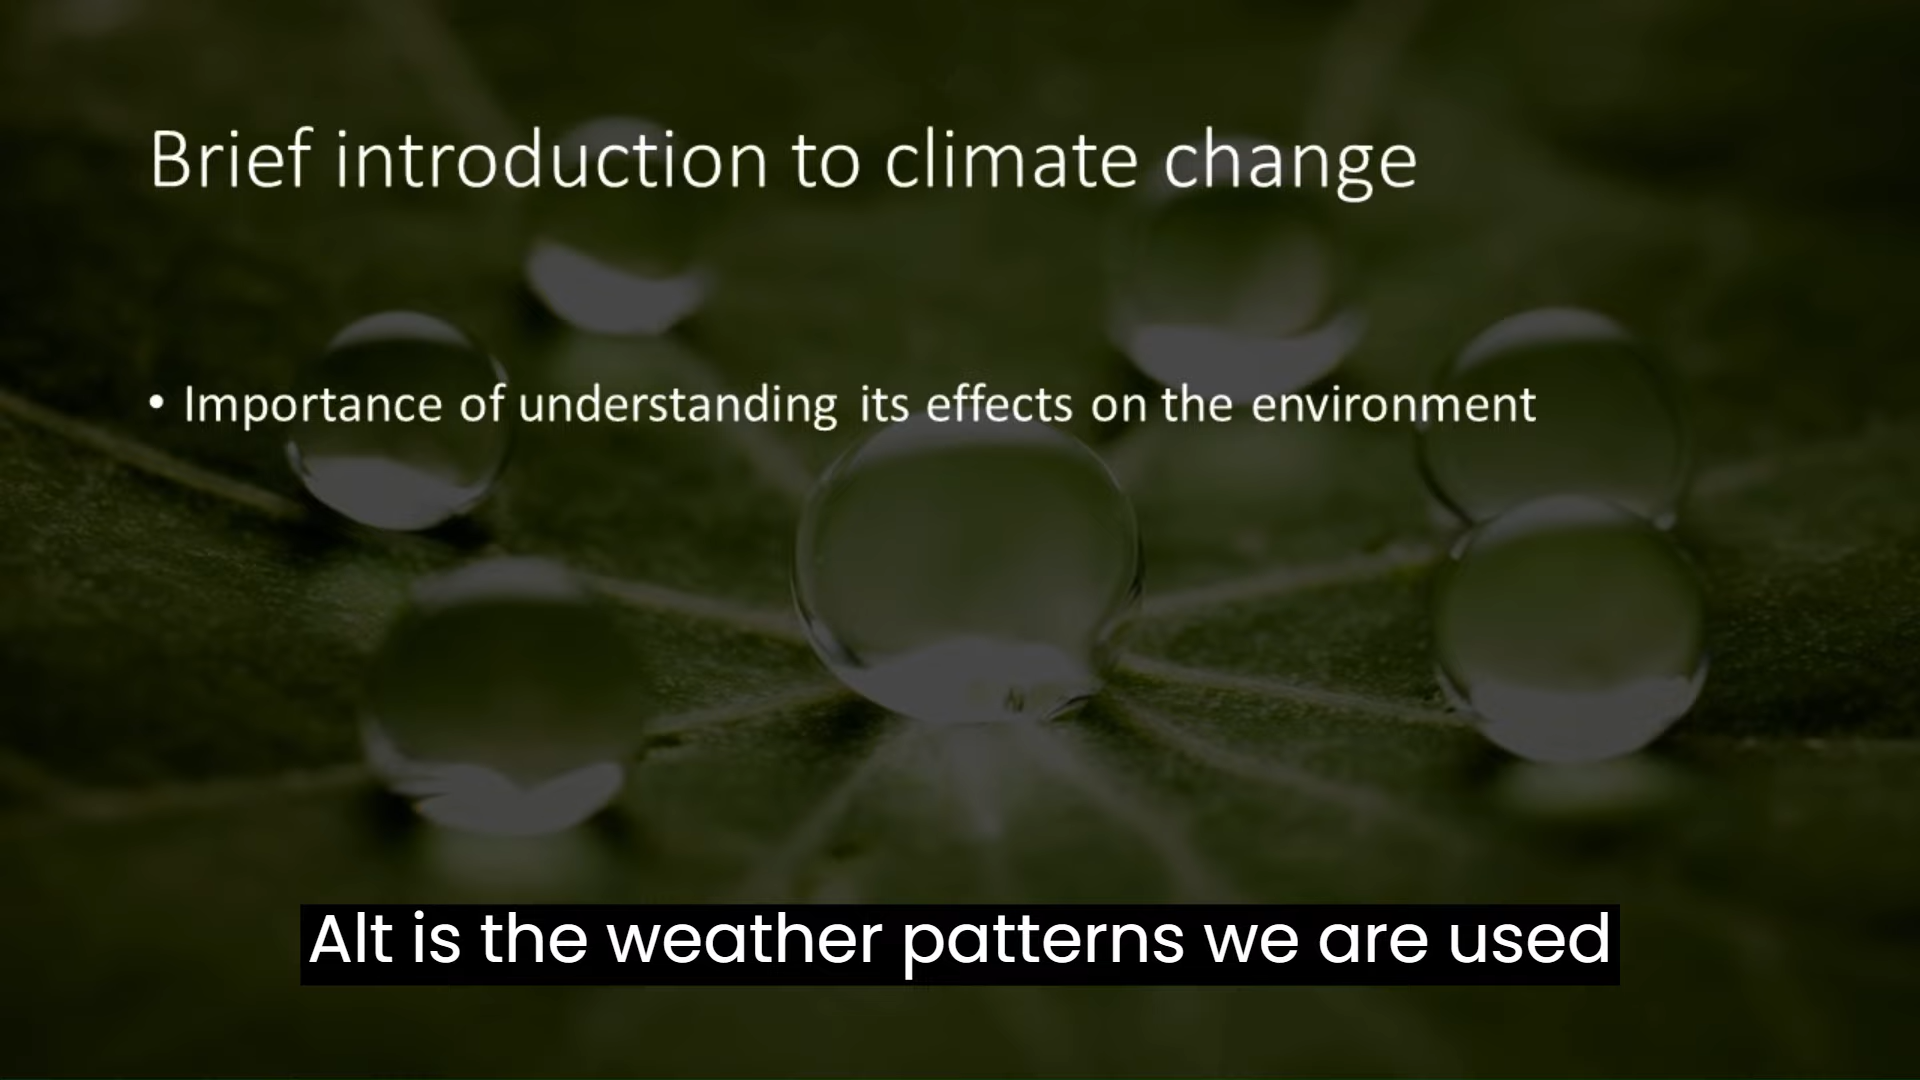 Brief introduction to climate change
• Importance of understanding its effects on the environment
Alt is the weather patterns we are used